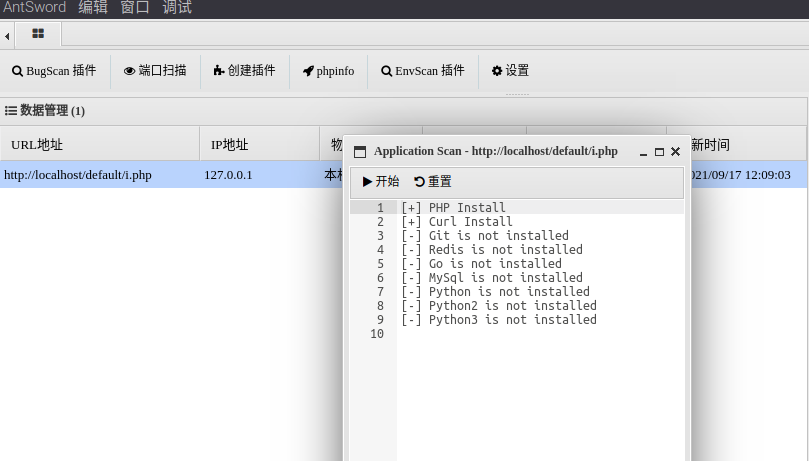 AntSword 编辑 窗口 调试
BugScan 插件 端口扫描 创建插件 phpinfo EnvScan 插件 设置
数据管理 (1)
URL地址 IP地址 物 新时间
http://localhost/default/i.php 127.0.0.1 本机 021/09/17 12:09:03
Application Scan - http://localhost/default/i.php
开始 重置
1 [+] PHP Install
2 [+] Curl Install
3 [-] Git is not installed
4 [-] Redis is not installed
5 [-] Go is not installed
6 [-] MySql is not installed
7 [-] Python is not installed
8 [-] Python2 is not installed
9 [-] Python3 is not installed
10